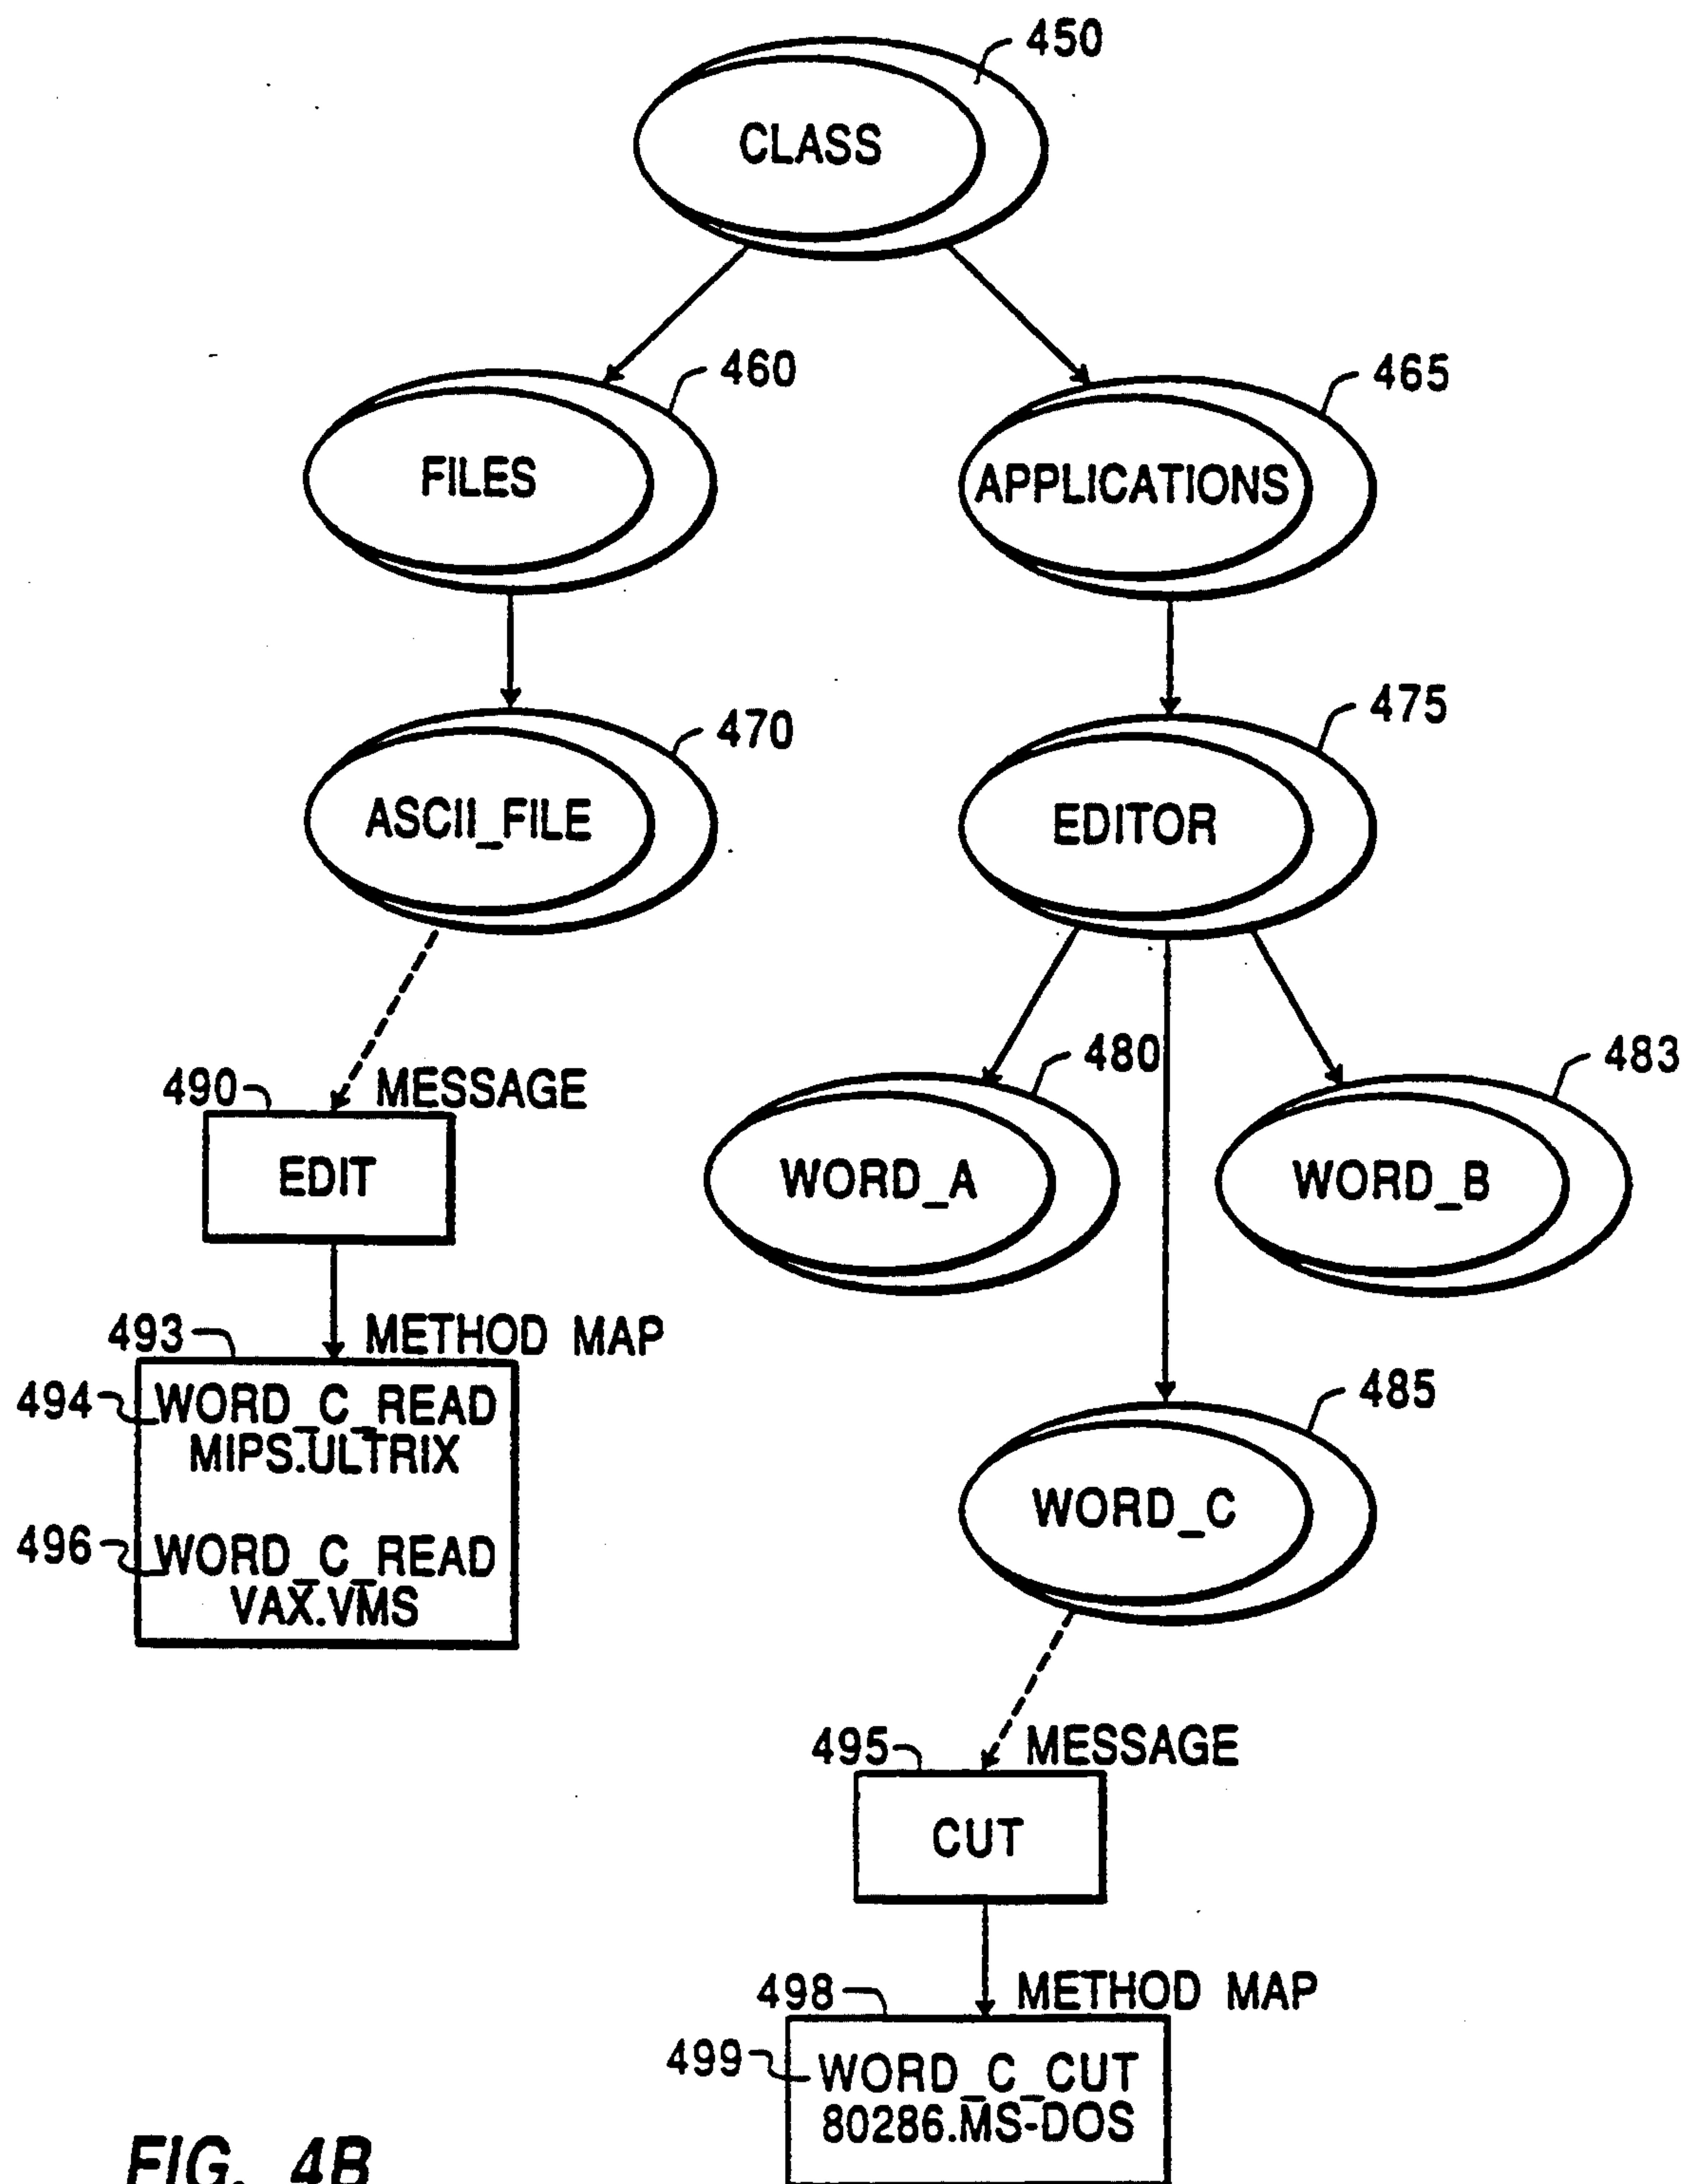 450
CLASS
460
465
FILES
APPLICATIONS
470
475
ASCII_FILE
EDITOR
480
483
490 MESSAGE
EDIT
WORD_A
WORD_B
493 METHOD MAP
494 WORD_C_READ
MIPS.ULTRIX
485
496 WORD_C_READ
VAX.VMS
WORD_C
495 MESSAGE
CUT
498 METHOD MAP
499 WORD_C_CUT
80286.MS-DOS
FIG. 4B